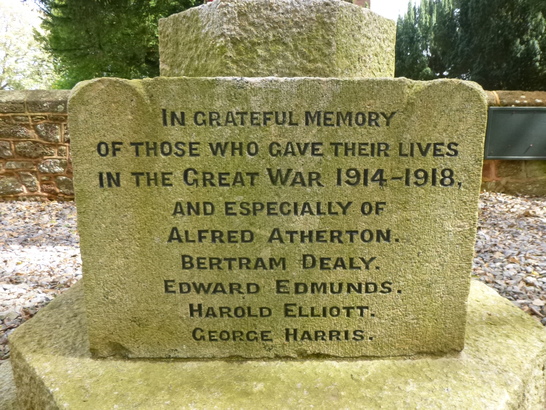 In grateful memory
of those who gave their lives
in the Great War 1914-1918,
and especially of
Alfred Atherton.
Bertram Dealy.
Edward Edmunds.
Harold Elliott.
George Harris.